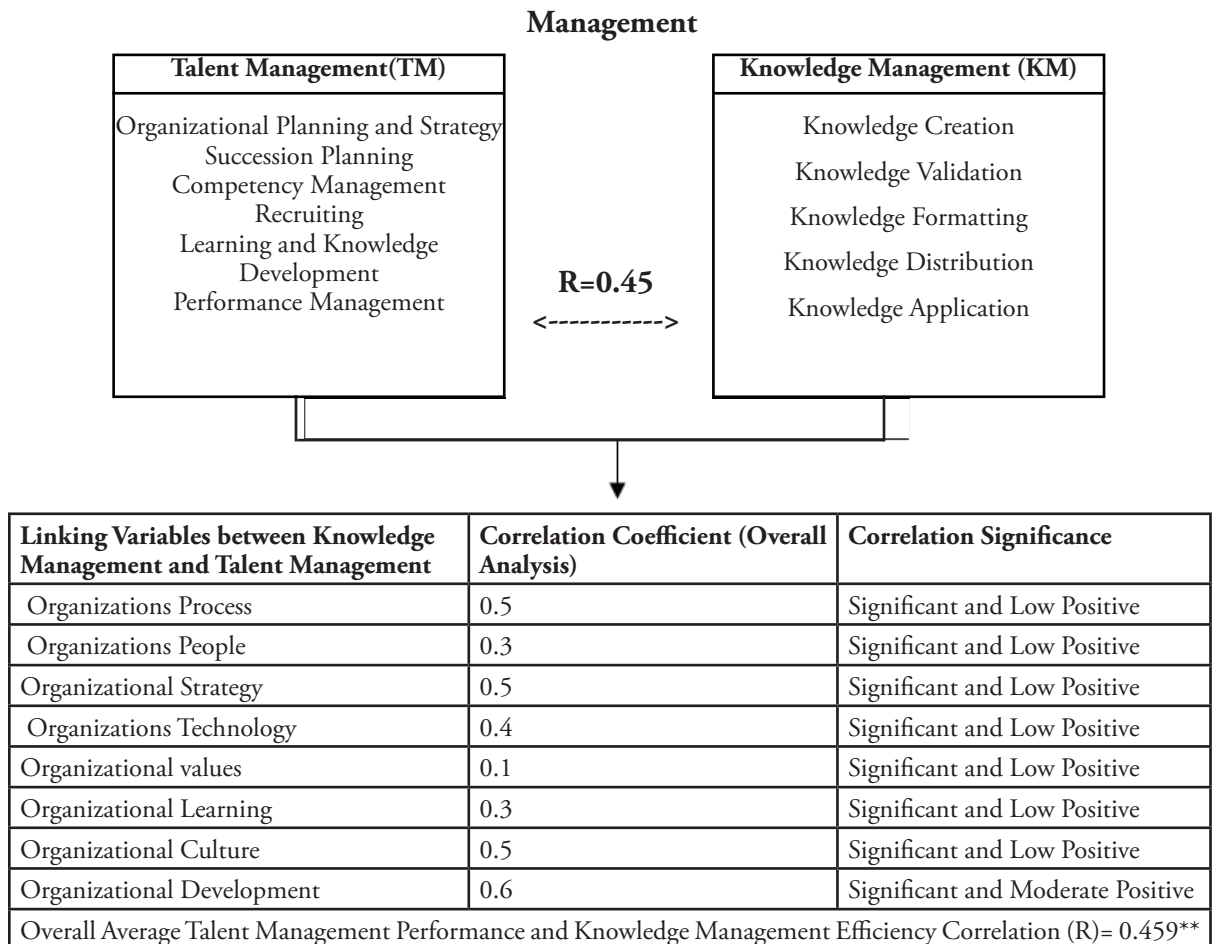 Management
Talent Management(TM)
Organizational Planning and Strategy
Succession Planning
Competency Management
Recruiting
Learning and Knowledge
Development
Performance Management
R=0.45
<----------->
Knowledge Management (KM)
Knowledge Creation
Knowledge Validation
Knowledge Formatting
Knowledge Distribution
Knowledge Application
Linking Variables between Knowledge Management and Talent Management | Correlation Coefficient (Overall Analysis) | Correlation Significance
Organizations Process | 0.5 | Significant and Low Positive
Organizations People | 0.3 | Significant and Low Positive
Organizational Strategy | 0.5 | Significant and Low Positive
Organizations Technology | 0.4 | Significant and Low Positive
Organizational values | 0.1 | Significant and Low Positive
Organizational Learning | 0.3 | Significant and Low Positive
Organizational Culture | 0.5 | Significant and Low Positive
Organizational Development | 0.6 | Significant and Moderate Positive
Overall Average Talent Management Performance and Knowledge Management Efficiency Correlation (R)= 0.459**